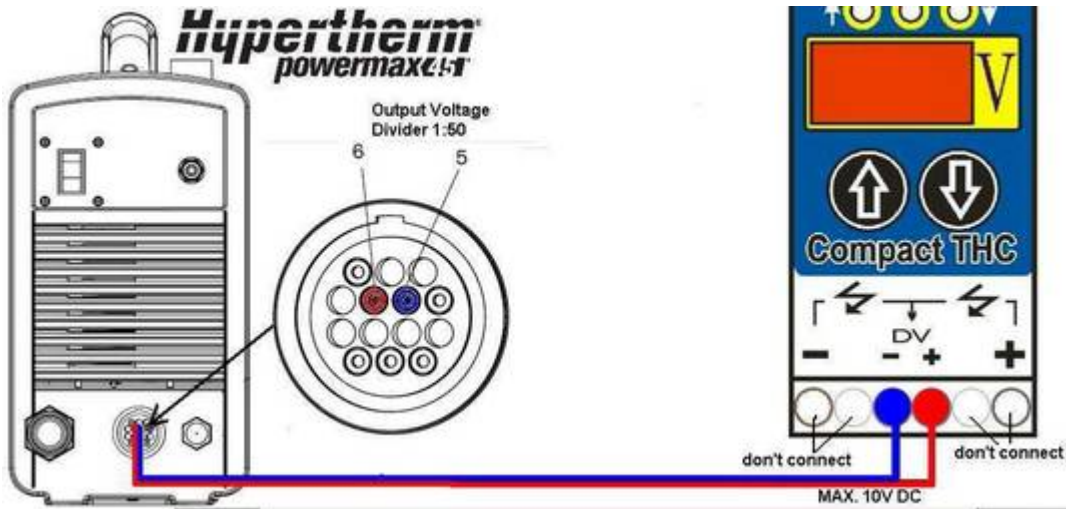 Hypertherm
powermax45
Output Voltage
Divider 1:50
6 5
V
Compact THC
DV
- - + +
don't connect
don't connect
MAX. 10V DC